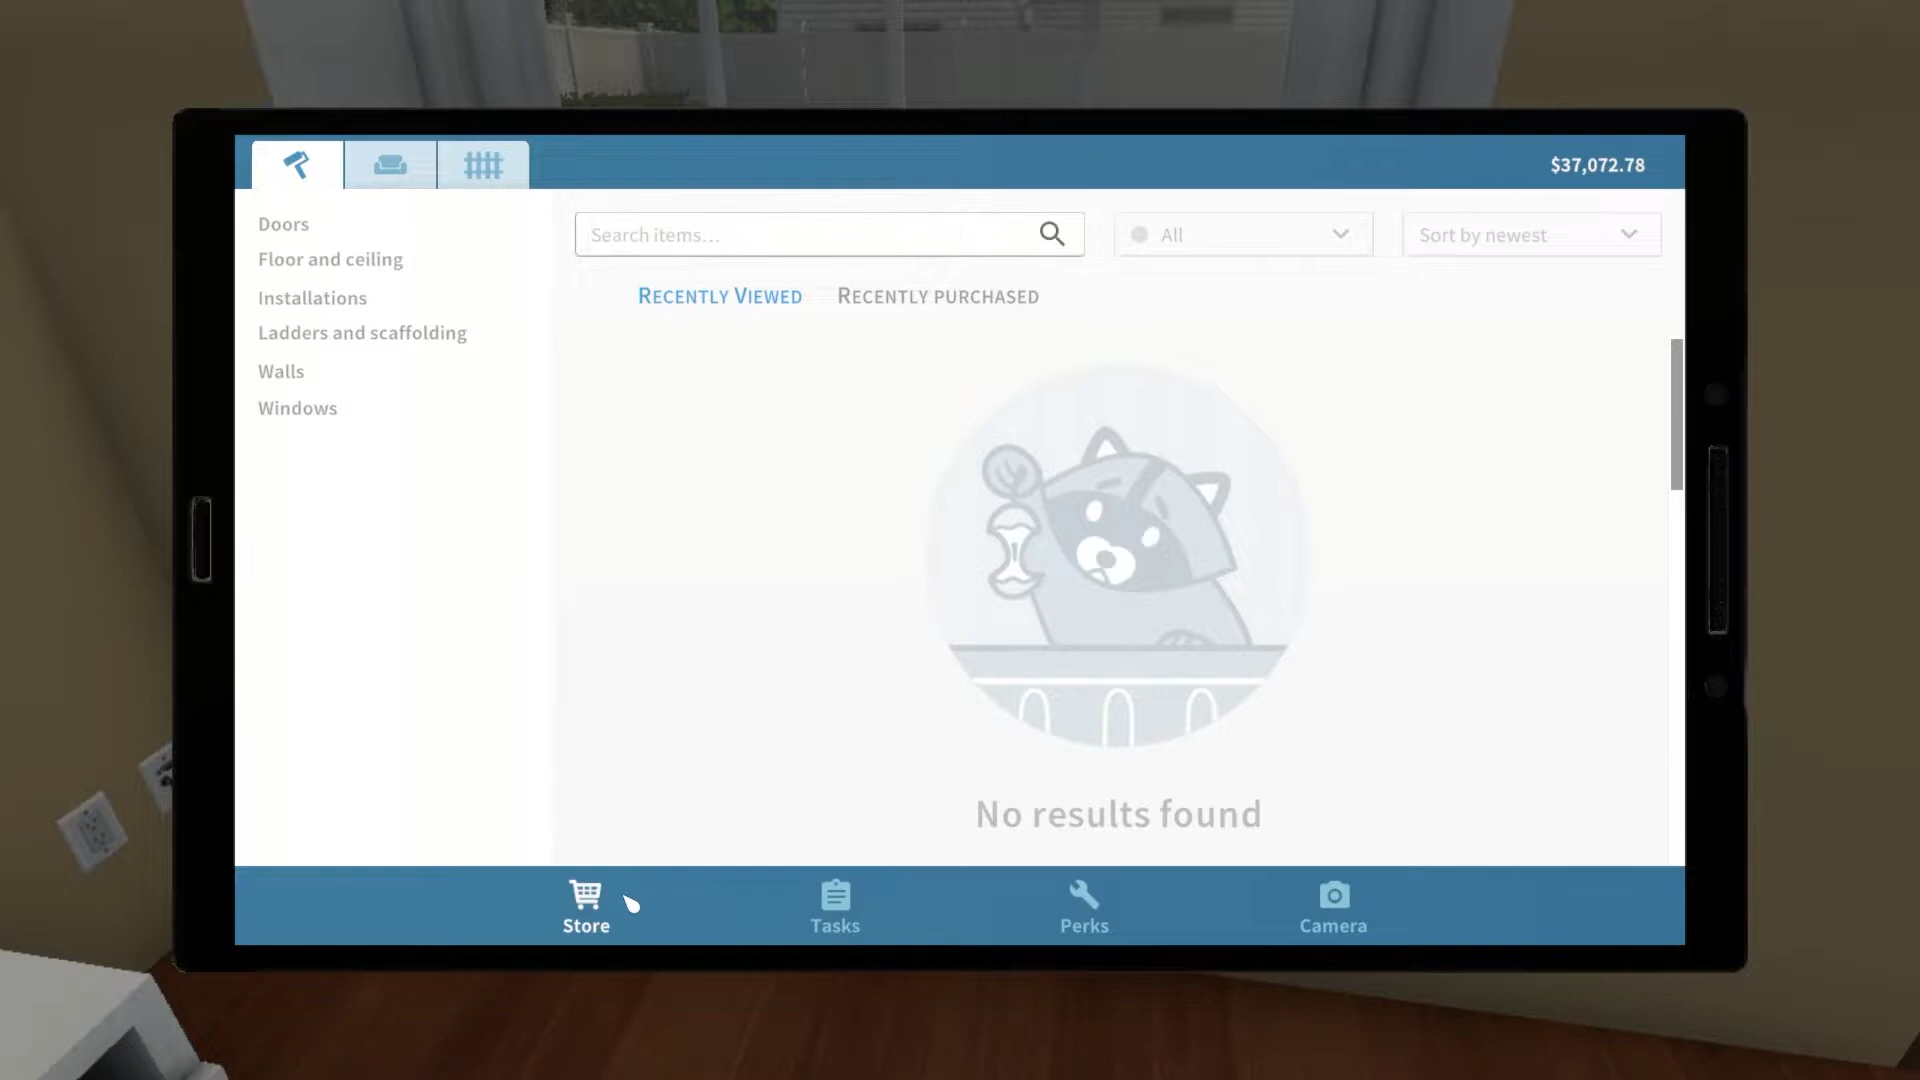 $37,072.78
Doors
Floor and ceiling
Installations
Ladders and scaffolding
Walls
Windows
Search items...
All
Sort by newest
RECENTLY VIEWED
RECENTLY PURCHASED
No results found
Store
Tasks
Perks
Camera